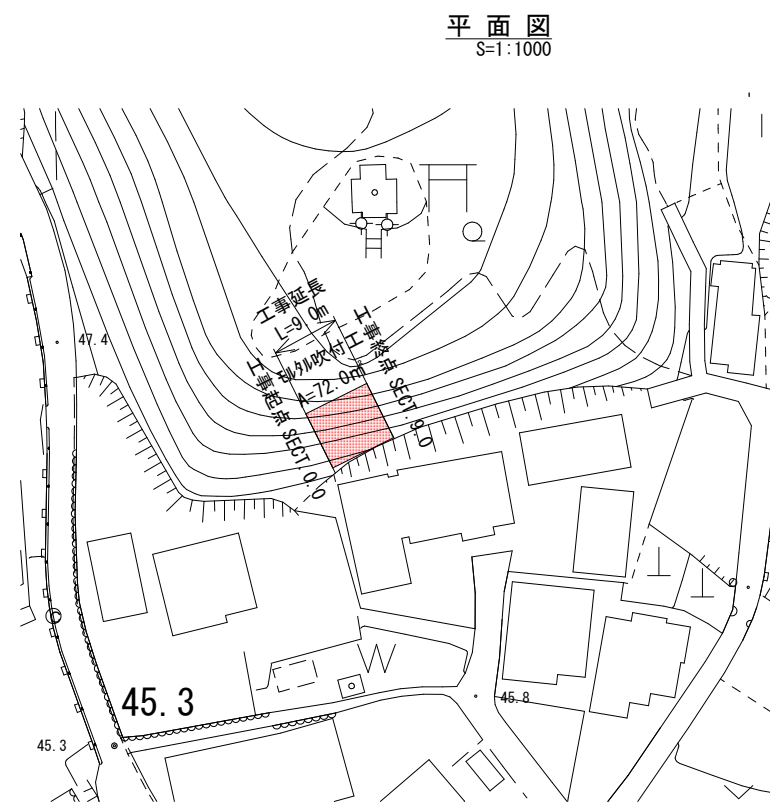 平面図
S=1:1000
工事延長
L=9.0m
モルタル吹付工
A=72.0㎡
工事起点 SECT.0.0
工事終点 SECT.9.0
47.4
45.3
45.3
45.8